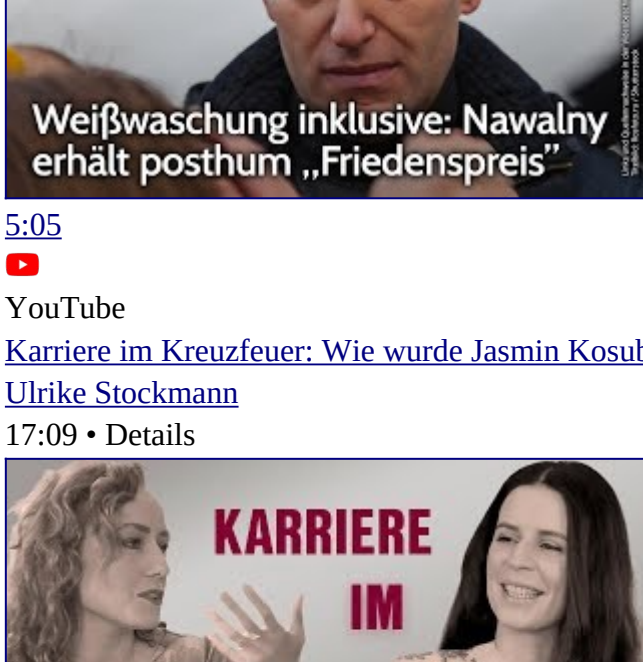 Weißwaschung inklusive: Nawalny
erhält posthum „Friedenspreis”
5:05
YouTube
Karriere im Kreuzfeuer: Wie wurde Jasmin
Ulrike Stockmann
17:09 • Details
KARRIERE
IM